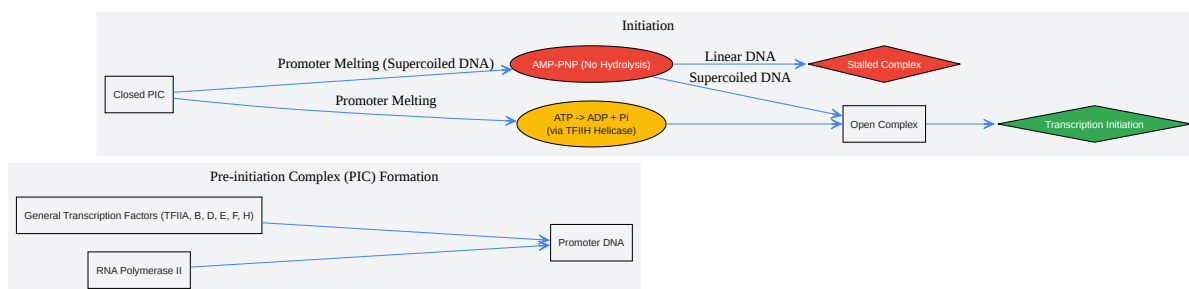 Initiation
Promoter Melting (Supercoiled DNA)
AMP-PNP (No Hydrolysis)
Linear DNA
Stalled Complex
Supercoiled DNA
Closed PIC
Promoter Melting
ATP -> ADP + Pi
(via TFIIH Helicase)
Open Complex
Transcription Initiation
Pre-initiation Complex (PIC) Formation
General Transcription Factors (TFIIA, B, D, E, F, H)
Promoter DNA
RNA Polymerase II